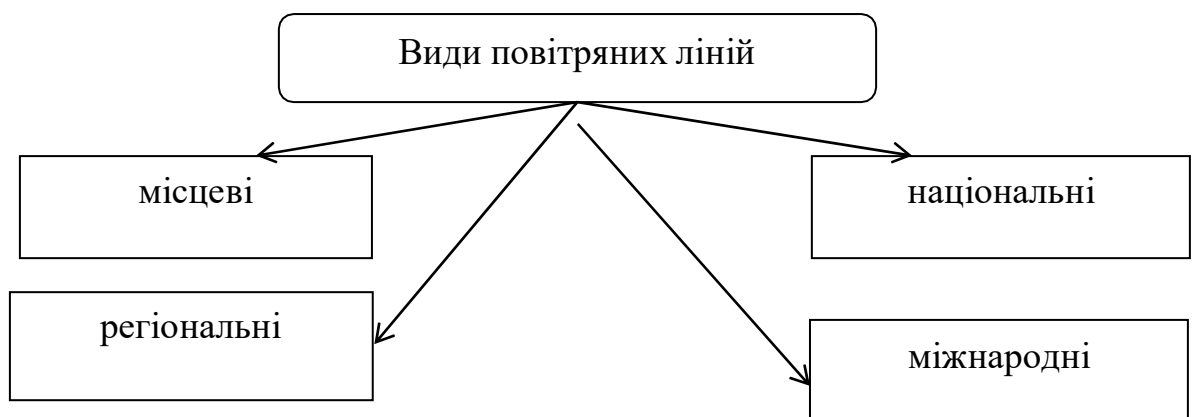 Види повітряних ліній
місцеві
національні
регіональні
міжнародні